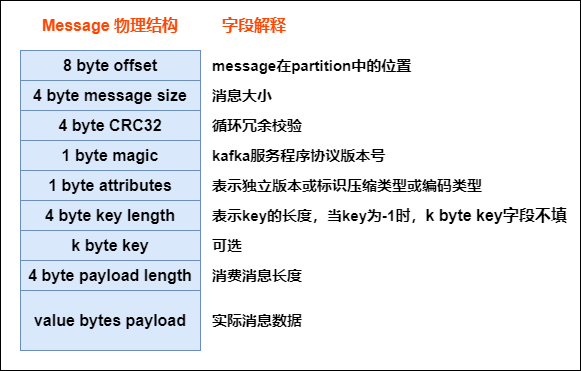 Message 物理结构 字段解释
8 byte offset message在partition中的位置
4 byte message size 消息大小
4 byte CRC32 循环冗余校验
1 byte magic kafka服务程序协议版本号
1 byte attributes 表示独立版本或标识压缩类型或编码类型
4 byte key length 表示key的长度，当key为-1时，k byte key字段不填
k byte key 可选
4 byte payload length 消费消息长度
value bytes payload 实际消息数据